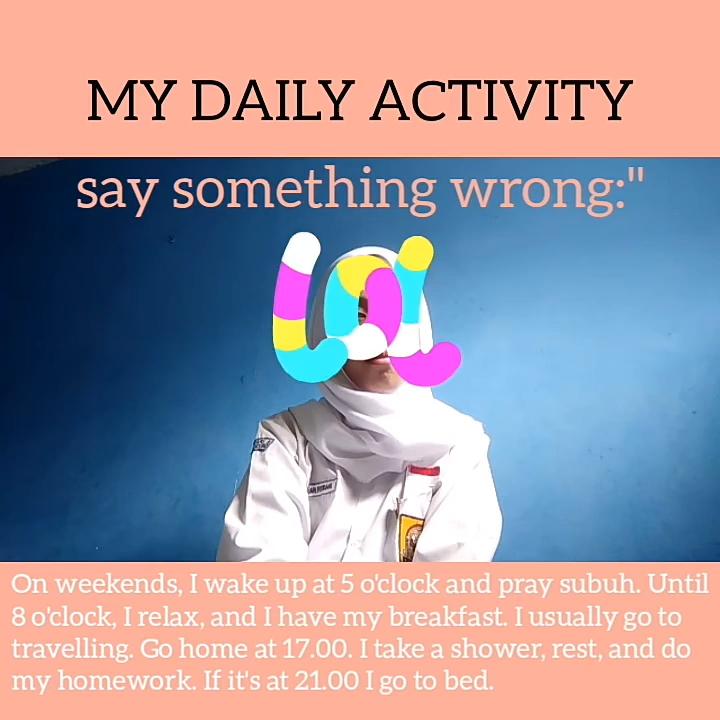 MY DAILY ACTIVITY
say something wrong:"
LOL
On weekends, I wake up at 5 o'clock and pray subuh. Until
8 o'clock, I relax, and I have my breakfast. I usually go to
travelling. Go home at 17.00. I take a shower, rest, and do
my homework. If it's at 21.00 I go to bed.